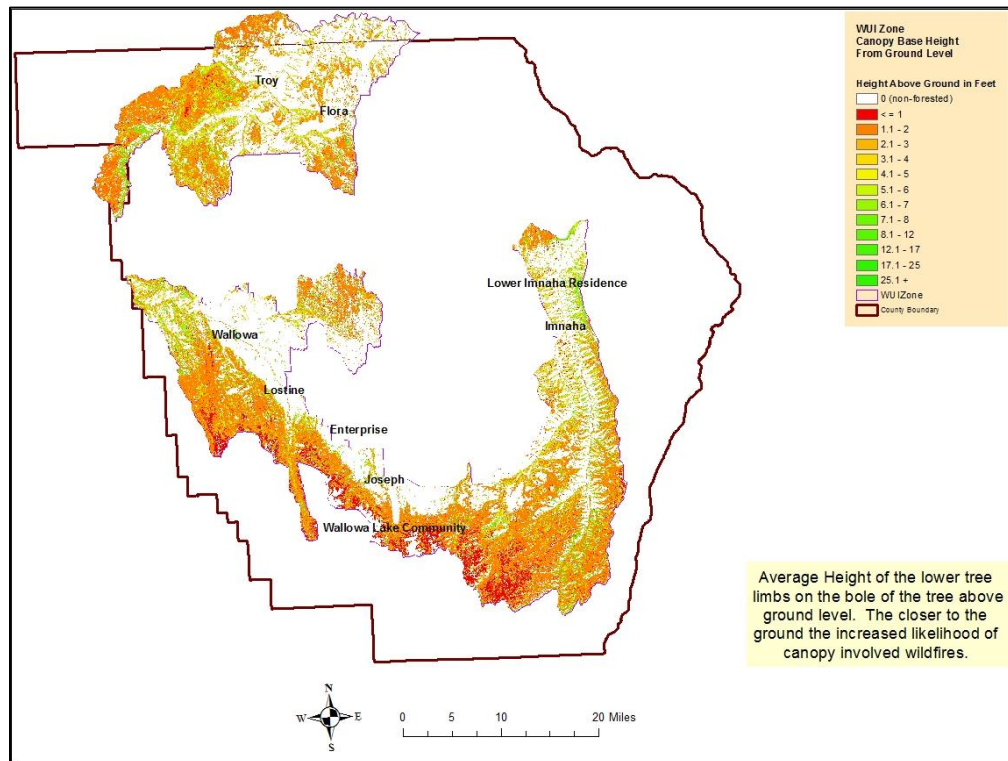 WUI Zone
Canopy Base Height
From Ground Level
Height Above Ground in Feet
0 (non-forested)
< = 1
1.1 - 2
2.1 - 3
3.1 - 4
4.1 - 5
5.1 - 6
6.1 - 7
7.1 - 8
8.1 - 12
12.1 - 17
17.1 - 25
25.1 +
WUIZone
County Boundary
Troy
Flora
Lower Imnaha Residence
Imnaha
Wallowa
Lostine
Enterprise
Joseph
Wallowa Lake Community
Average Height of the lower tree
limbs on the bole of the tree above
ground level. The closer to the
ground the increased likelihood of
canopy involved wildfires.
N
W E
S
0 5 10 20 Miles